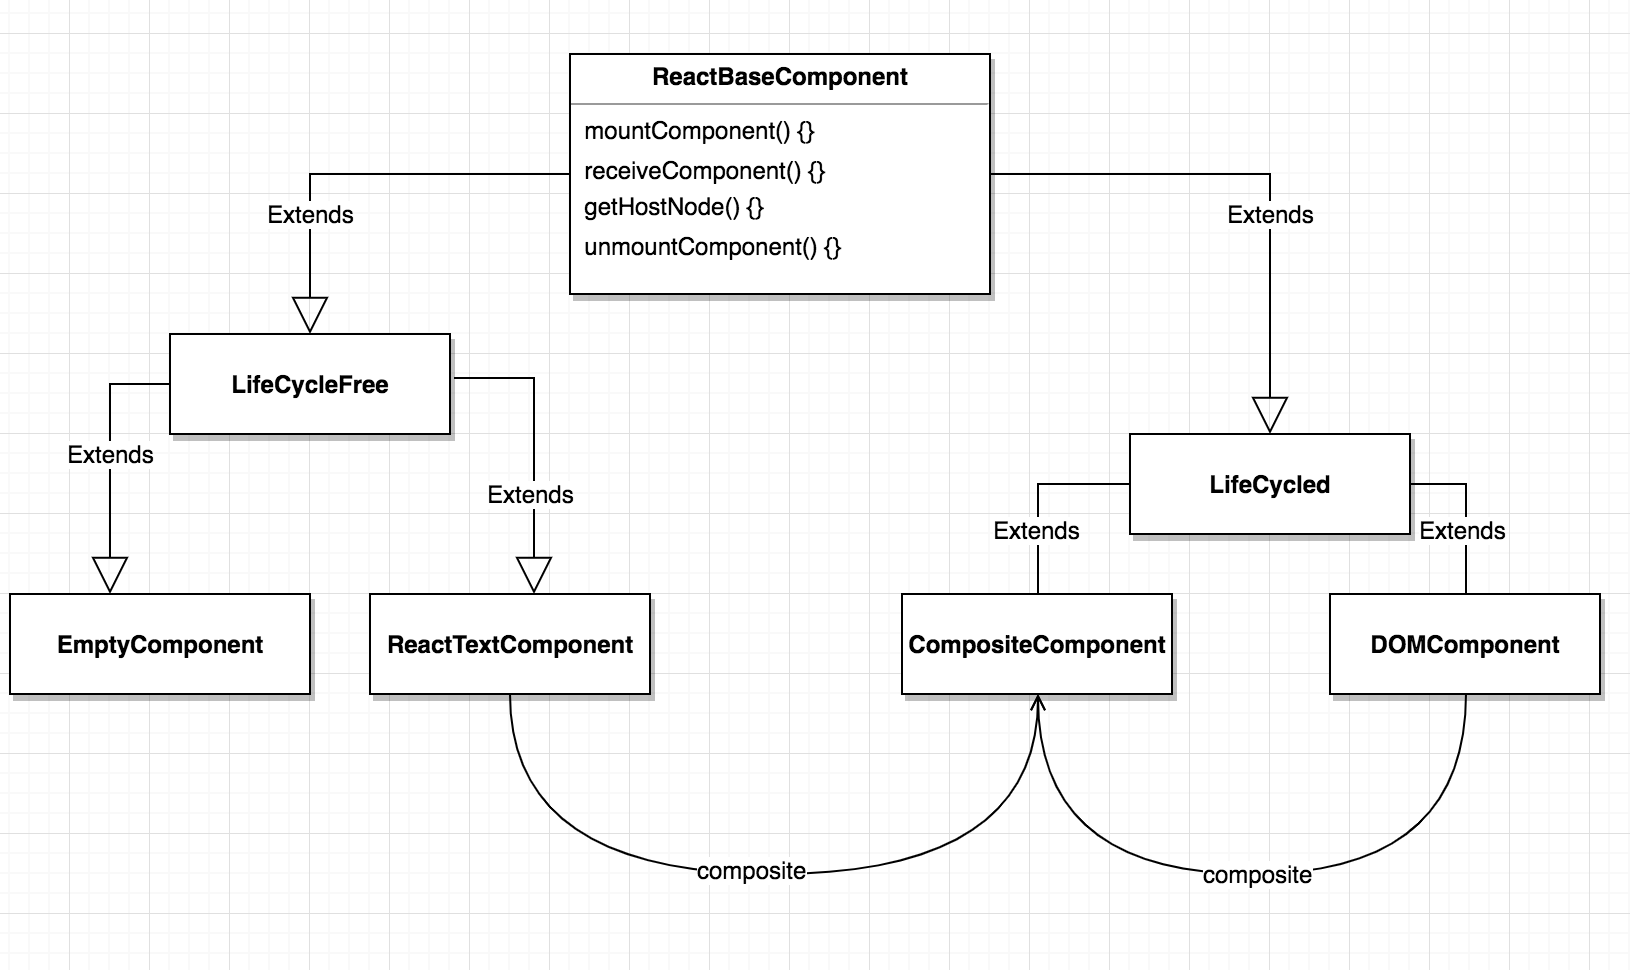 ReactBaseComponent
mountComponent() {}
receiveComponent() {}
getHostNode() {}
unmountComponent() {}
Extends
Extends
LifeCycleFree
Extends
Extends
LifeCycled
Extends
Extends
EmptyComponent
ReactTextComponent
CompositeComponent
DOMComponent
composite
composite